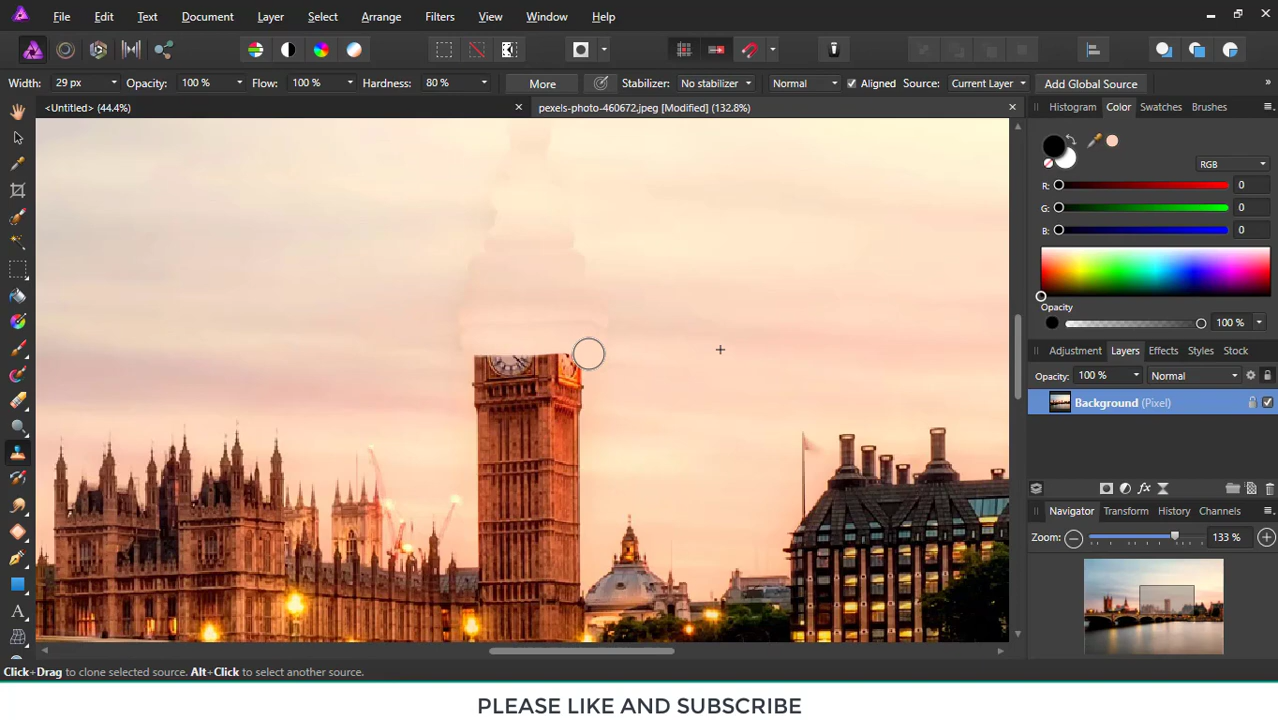 File Edit Text Document Layer Select Arrange Filters View Window Help
Width: 29 px Opacity: 100 % Flow: 100 % Hardness: 80 % More Stabilizer: No stabilizer Normal Aligned Source: Current Layer Add Global Source »
<Untitled> (44.4%) × pexels-photo-460672.jpeg [Modified] (132.8%) × Histogram Color Swatches Brushes
RGB
R: 0
G: 0
B: 0
Opacity
100 %
Adjustment Layers Effects Styles Stock
Opacity: 100 % Normal
Background (Pixel)
Navigator Transform History Channels
Zoom: 133 %
Click+Drag to clone selected source. Alt+Click to select another source.
PLEASE LIKE AND SUBSCRIBE